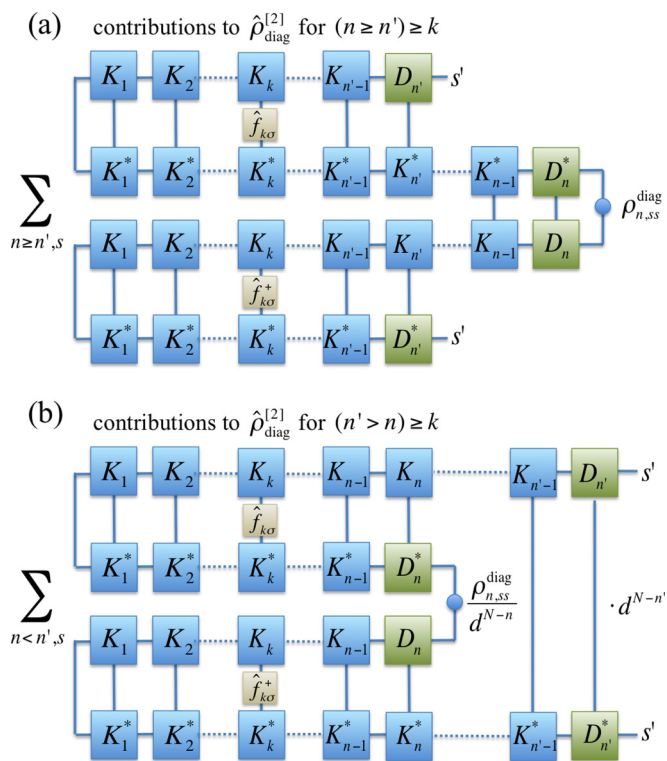 (a) contributions to ρ̂[2]diag for (n ≥ n') ≥ k
K1 K2 Kk Kn'−1 Dn' s'
f̂kσ
K*1 K*2 K*k K*n'−1 K*n' K*n−1 D*n
∑ n≥n',s
ρdiag n,ss
K1 K2 Kk Kn'−1 Kn' Kn−1 Dn
f̂+kσ
K*1 K*2 K*k K*n'−1 D*n' s'
(b) contributions to ρ̂[2]diag for (n' > n) ≥ k
K1 K2 Kk Kn−1 Kn Kn'−1 Dn' s'
f̂kσ
K*1 K*2 K*k K*n−1 D*n
∑ n<n',s
ρdiag n,ss
dN−n
· dN−n'
K1 K2 Kk Kn−1 Dn
f̂+kσ
K*1 K*2 K*k K*n−1 K*n K*n'−1 D*n' s'